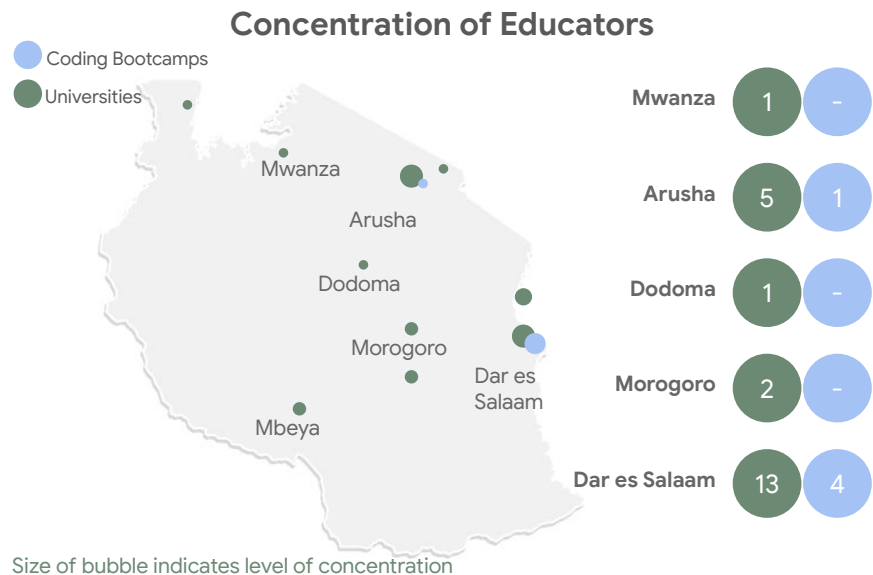 Concentration of Educators
Coding Bootcamps
Universities
Mwanza
Arusha
Dodoma
Morogoro
Dar es
Salaam
Mbeya
Mwanza 1 -
Arusha 5 1
Dodoma 1 -
Morogoro 2 -
Dar es Salaam 13 4
Size of bubble indicates level of concentration